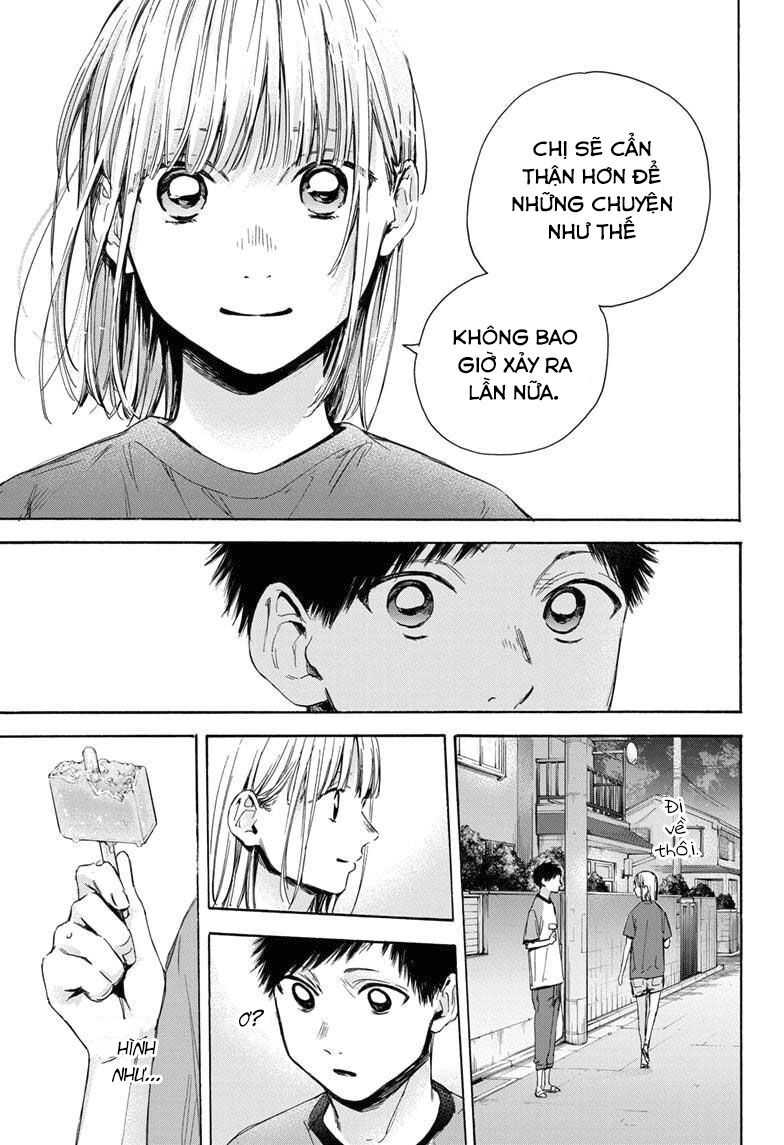 CHỊ SẼ CẨN
THẬN HƠN ĐỂ
NHỮNG CHUYỆN
NHƯ THẾ
KHÔNG BAO
GIỜ XẢY RA
LẦN NỮA.
Đi
về
thôi.
Ơ?
HÌNH
NHƯ...